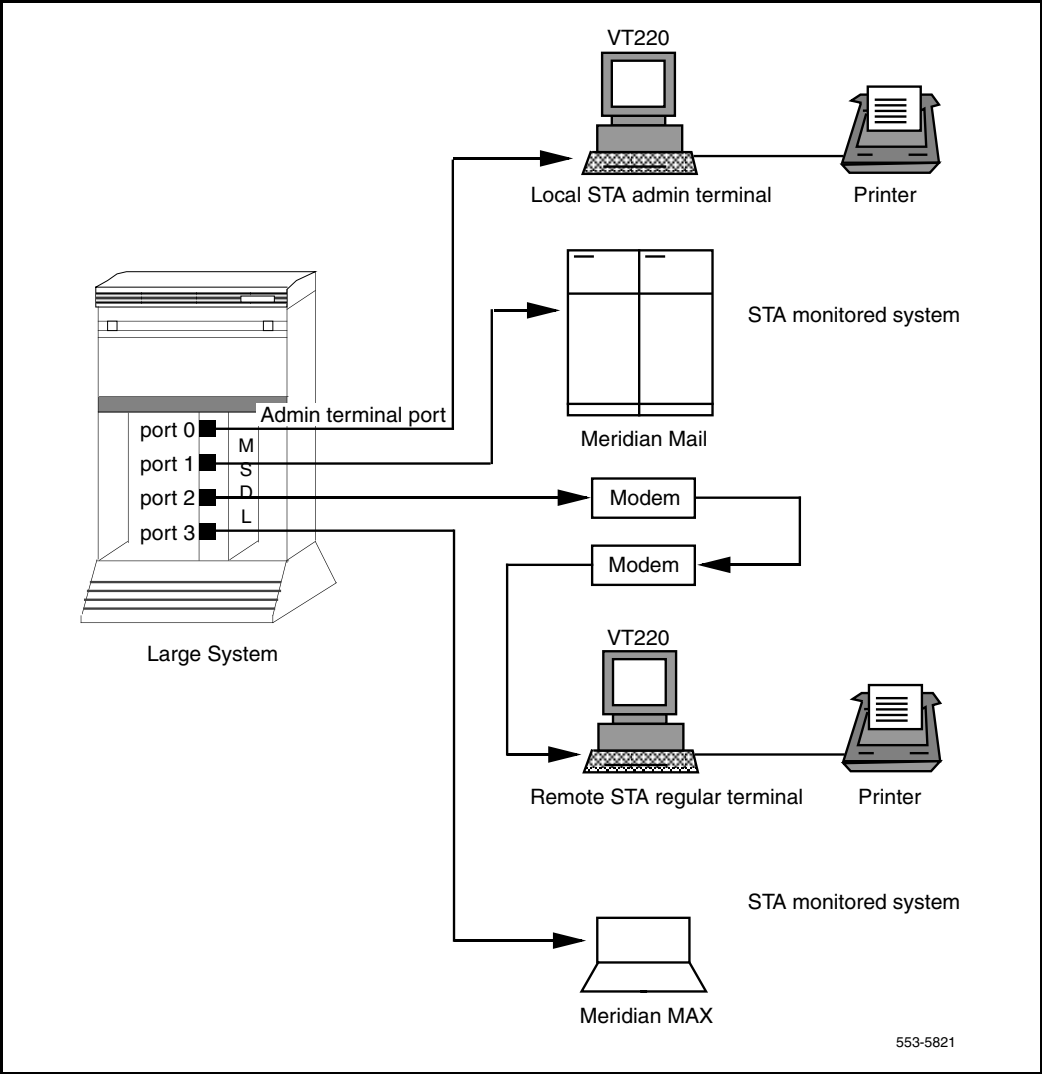 VT220
Local STA admin terminal
Printer
STA monitored system
Meridian Mail
Admin terminal port
port 0
port 1
port 2
port 3
M
S
D
L
Modem
Modem
Large System
VT220
Remote STA regular terminal
Printer
STA monitored system
Meridian MAX
553-5821